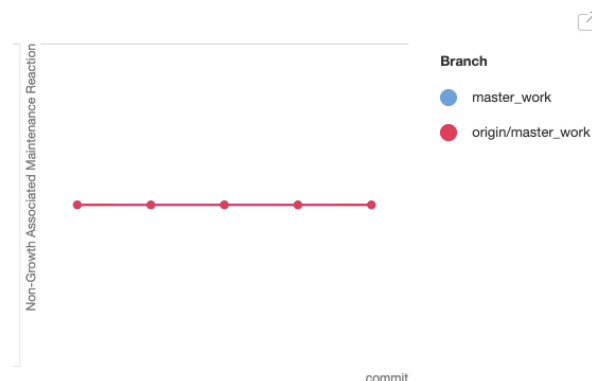 Non-Growth Associated Maintenance Reaction
Branch
master_work
origin/master_work
commit